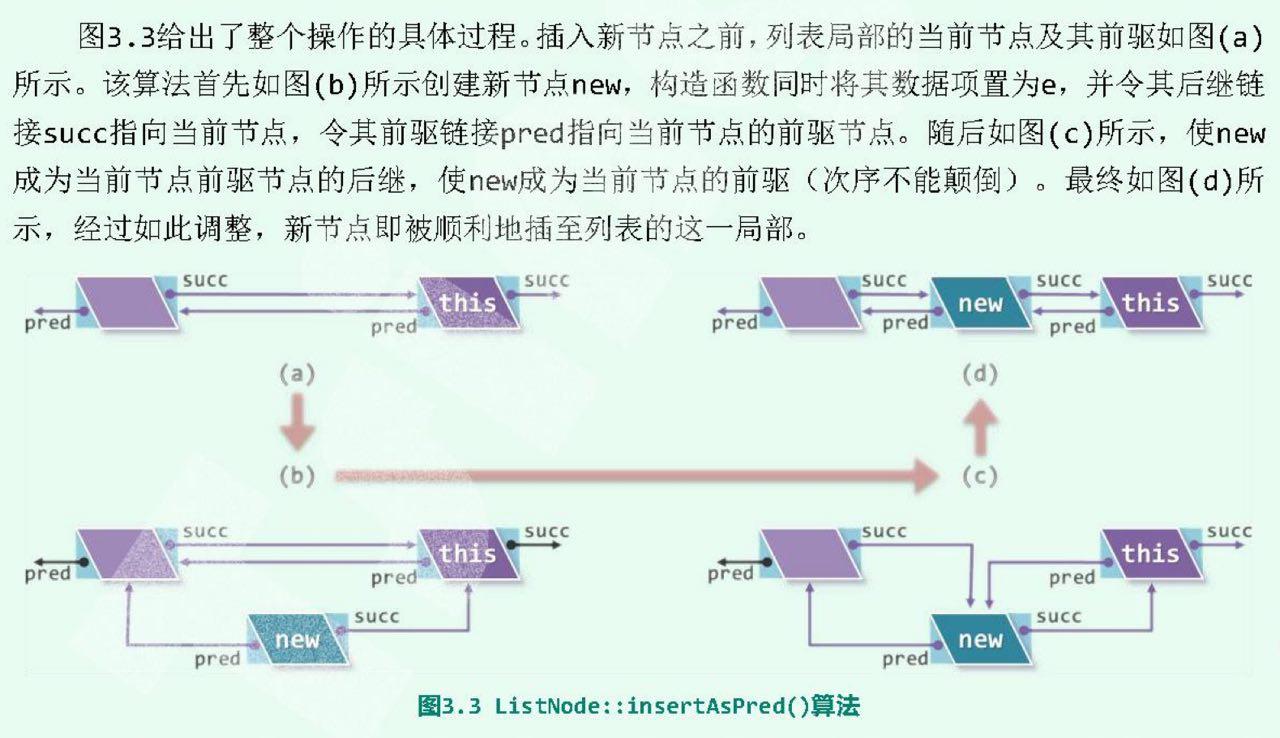 图3.3给出了整个操作的具体过程。插入新节点之前，列表局部的当前节点及其前驱如图(a)
所示。该算法首先如图(b)所示创建新节点new，构造函数同时将其数据项置为e，并令其后继链
接succ指向当前节点，令其前驱链接pred指向当前节点的前驱节点。随后如图(c)所示，使new
成为当前节点前驱节点的后继，使new成为当前节点的前驱（次序不能颠倒）。最终如图(d)所
示，经过如此调整，新节点即被顺利地插至列表的这一局部。
succ succ succ succ succ
this new this
pred pred pred pred pred
(a) (d)
(b) (c)
succ succ succ succ
this this
pred pred pred pred
succ succ
new new
pred pred
图3.3 ListNode::insertAsPred()算法